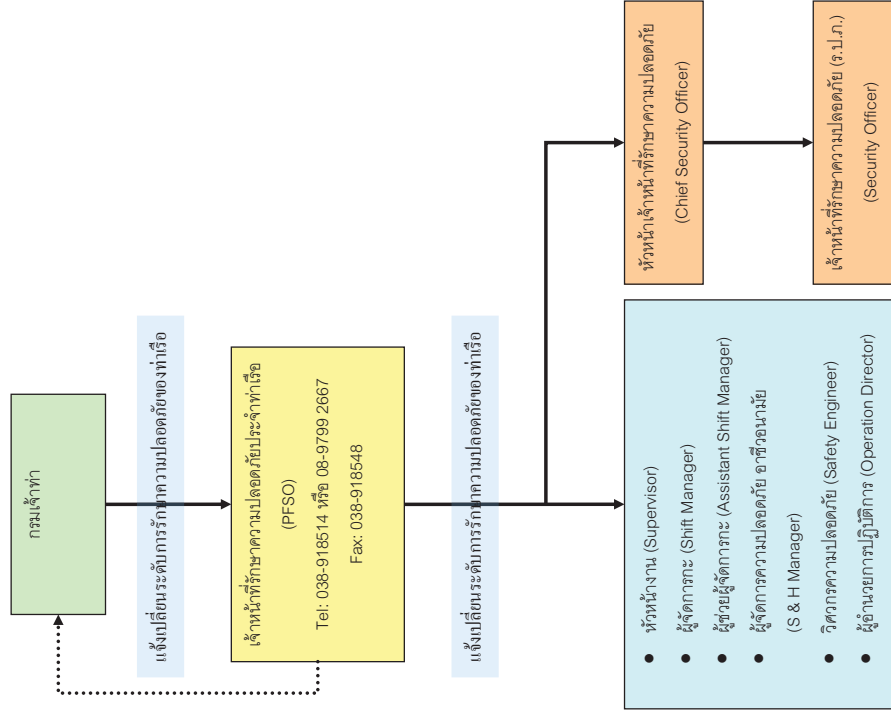 กรมเจ้าท่า
แจ้งเปลี่ยนระดับการรักษาความปลอดภัยของท่าเรือ
เจ้าหน้าที่รักษาความปลอดภัยประจำท่าเรือ
(PFSO)
Tel: 038-918514 หรือ 08-9799 2667
Fax: 038-918548
แจ้งเปลี่ยนระดับการรักษาความปลอดภัยของท่าเรือ
● หัวหน้างาน (Supervisor)
● ผู้จัดการกะ (Shift Manager)
● ผู้ช่วยผู้จัดการกะ (Assistant Shift Manager)
● ผู้จัดการความปลอดภัย อาชีวอนามัย
(S & H Manager)
● วิศวกรความปลอดภัย (Safety Engineer)
● ผู้อำนวยการปฏิบัติการ (Operation Director)
หัวหน้าเจ้าหน้าที่รักษาความปลอดภัย
(Chief Security Officer)
เจ้าหน้าที่รักษาความปลอดภัย (ร.ป.ภ.)
(Security Officer)